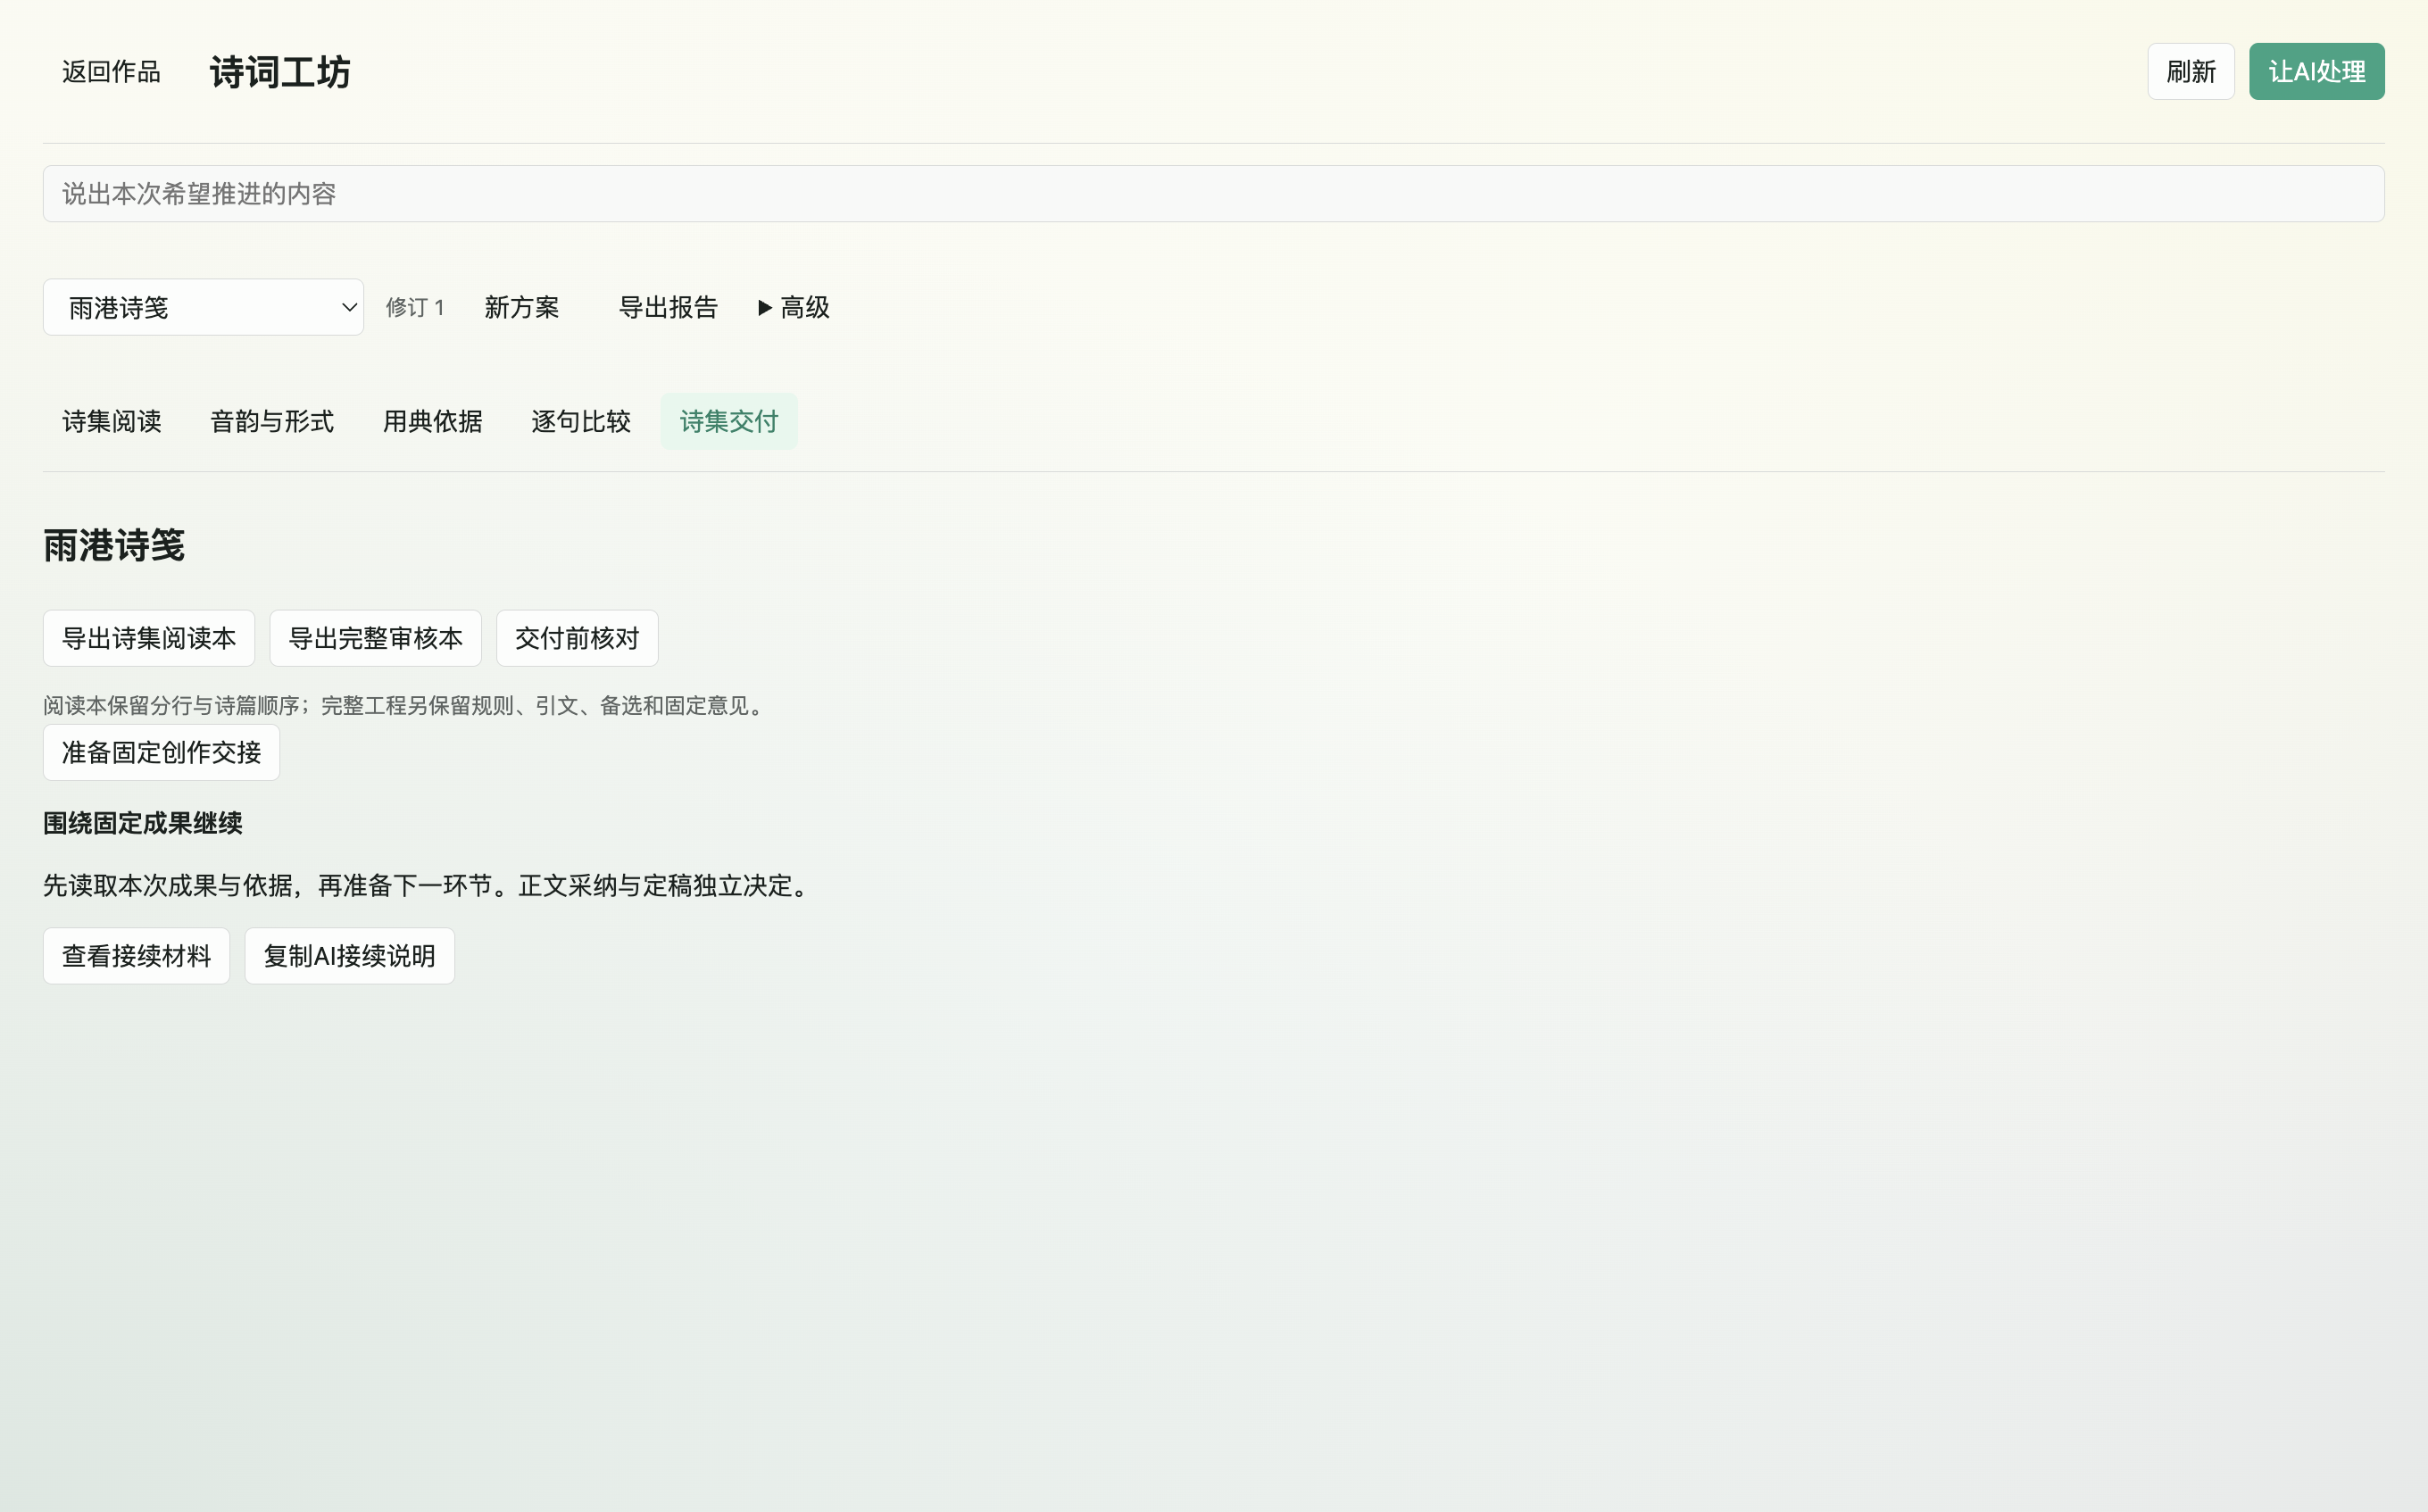 返回作品 诗词工坊 刷新 让AI处理
说出本次希望推进的内容
雨港诗笺 修订 1 新方案 导出报告 ▶ 高级
诗集阅读 音韵与形式 用典依据 逐句比较 诗集交付
雨港诗笺
导出诗集阅读本 导出完整审核本 交付前核对
阅读本保留分行与诗篇顺序；完整工程另保留规则、引文、备选和固定意见。
准备固定创作交接
围绕固定成果继续
先读取本次成果与依据，再准备下一环节。正文采纳与定稿独立决定。
查看接续材料 复制AI接续说明